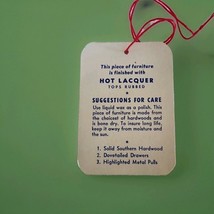 This piece of furniture
is finished with
HOT LACQUER
TOPS RUBBED
SUGGESTIONS FOR CARE
Use liquid wax as a polish. This
piece of furniture is made from
the choicest of hardwoods and
is bone dry. To insure long life,
keep it away from moisture and
the sun.
1. Solid Southern Hardwood
2. Dovetailed Drawers
3. Highlighted Metal Pulls